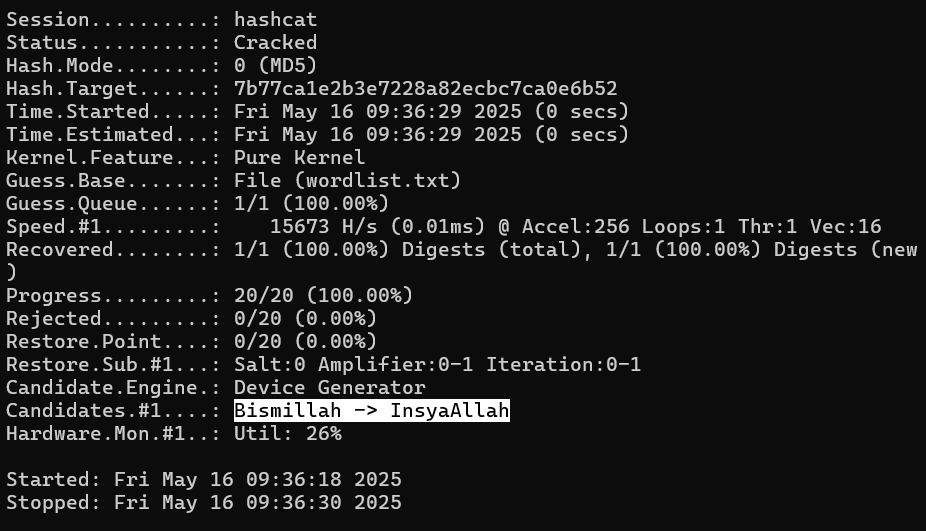 Session..........: hashcat
Status...........: Cracked
Hash.Mode........: 0 (MD5)
Hash.Target......: 7b77ca1e2b3e7228a82ecbc7ca0e6b52
Time.Started.....: Fri May 16 09:36:29 2025 (0 secs)
Time.Estimated...: Fri May 16 09:36:29 2025 (0 secs)
Kernel.Feature...: Pure Kernel
Guess.Base.......: File (wordlist.txt)
Guess.Queue......: 1/1 (100.00%)
Speed.#1.........:    15673 H/s (0.01ms) @ Accel:256 Loops:1 Thr:1 Vec:16
Recovered........: 1/1 (100.00%) Digests (total), 1/1 (100.00%) Digests (new
)
Progress.........: 20/20 (100.00%)
Rejected.........: 0/20 (0.00%)
Restore.Point....: 0/20 (0.00%)
Restore.Sub.#1...: Salt:0 Amplifier:0-1 Iteration:0-1
Candidate.Engine.: Device Generator
Candidates.#1....: Bismillah -> InsyaAllah
Hardware.Mon.#1..: Util: 26%
Started: Fri May 16 09:36:18 2025
Stopped: Fri May 16 09:36:30 2025